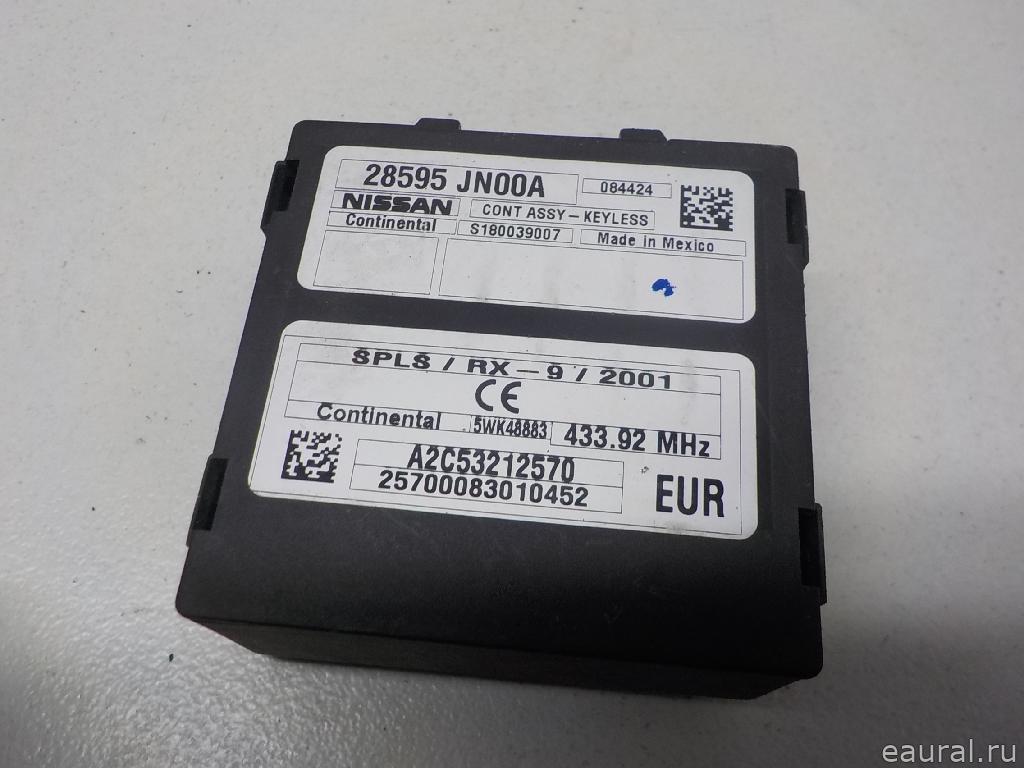 28595 JN00A 084424
NISSAN CONT ASSY-KEYLESS
Continental S180039007 Made in Mexico
SPLS / RX-9 / 2001
CE
Continental 5WK48883 433.92 MHz
A2C53212570
25700083010452 EUR
eaural.ru